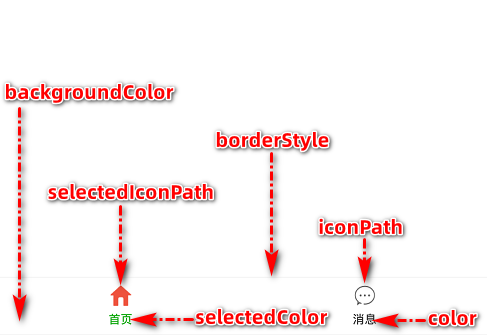 backgroundColor
borderStyle
selectedIconPath
iconPath
首页
selectedColor
消息
color